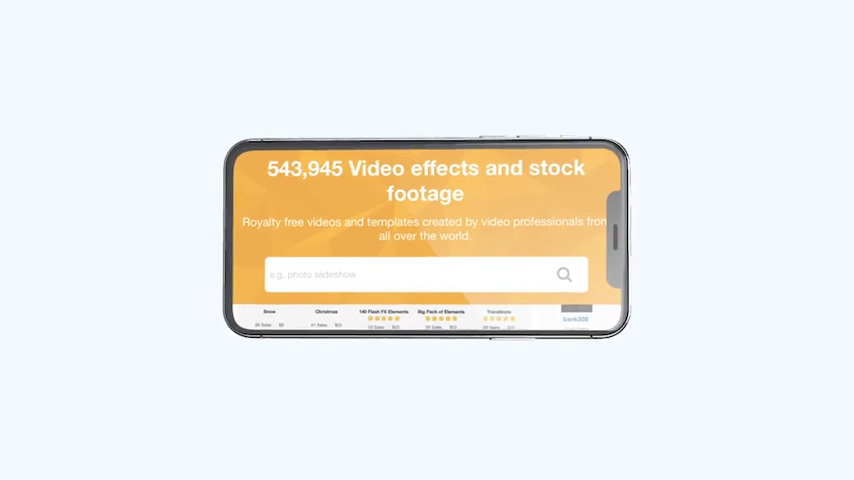 543,945 Video effects and stock
footage
Royalty free videos and templates created by video professionals from
all over the world.
e.g. photo slideshow
Snow Christmas 140 Flash FX Elements Big Pack of Elements Transitions
bank508